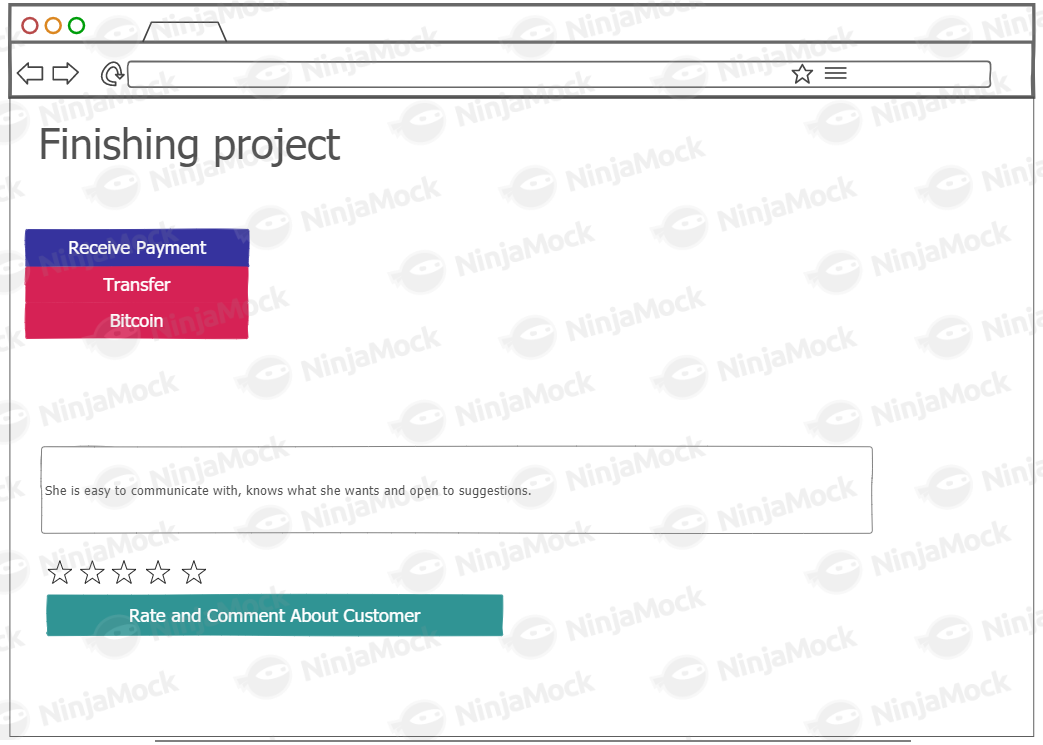 Finishing project
Receive Payment
Transfer
Bitcoin
She is easy to communicate with, knows what she wants and open to suggestions.
Rate and Comment About Customer
NinjaMock